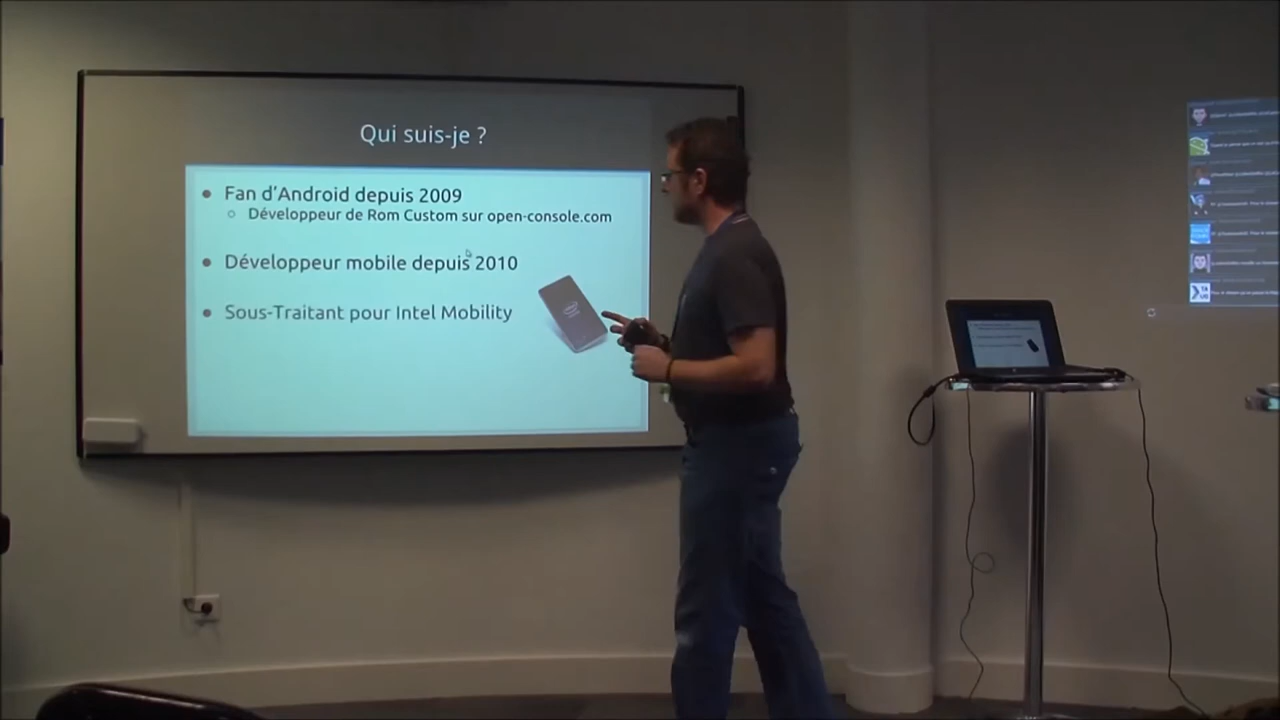 Qui suis-je ?
Fan d'Android depuis 2009
Développeur de Rom Custom sur open-console.com
Développeur mobile depuis 2010
Sous-Traitant pour Intel Mobility